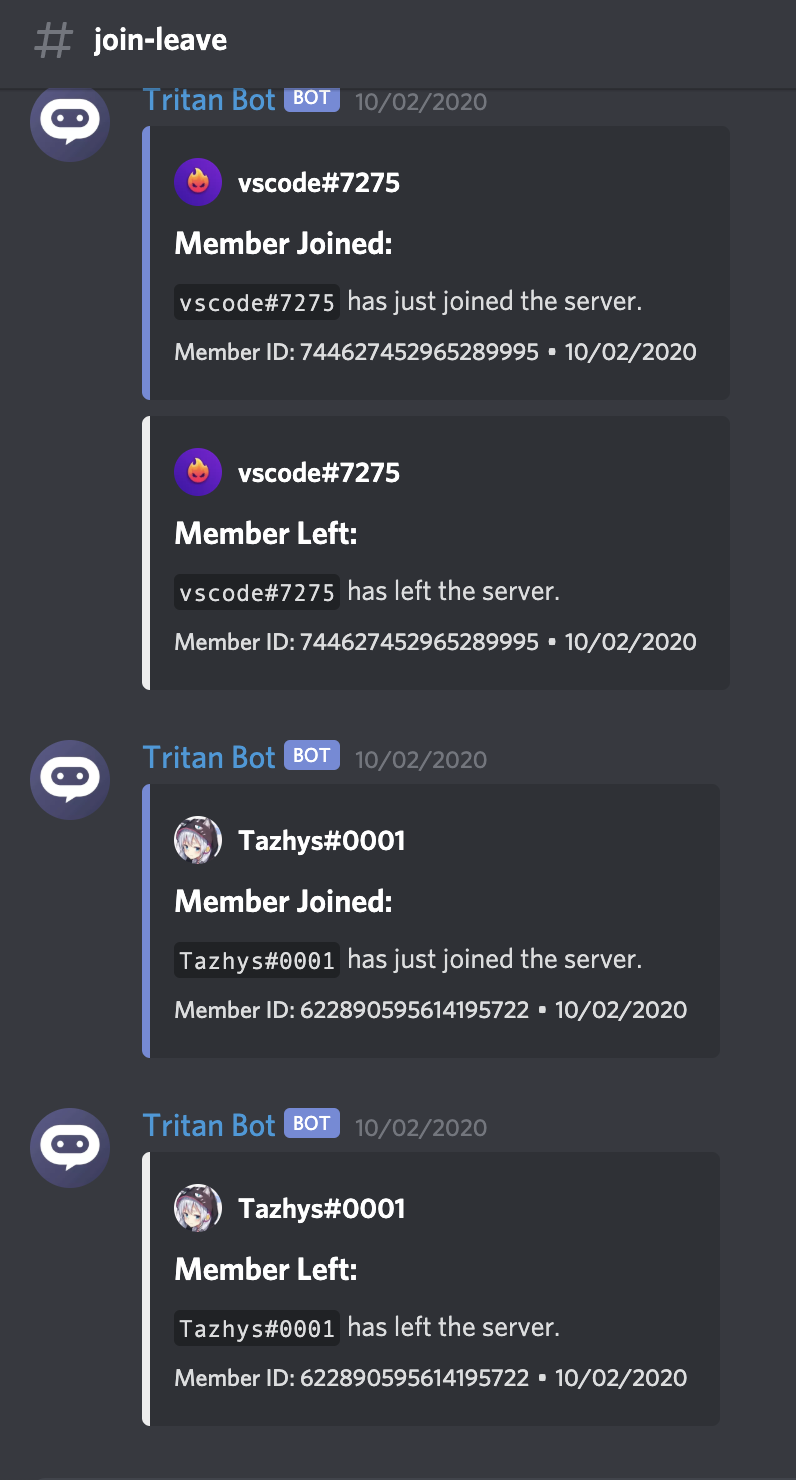 # join-leave
Tritan Bot BOT 10/02/2020
vscode#7275
Member Joined:
vscode#7275 has just joined the server.
Member ID: 744627452965289995 • 10/02/2020
vscode#7275
Member Left:
vscode#7275 has left the server.
Member ID: 744627452965289995 • 10/02/2020
Tritan Bot BOT 10/02/2020
Tazhys#0001
Member Joined:
Tazhys#0001 has just joined the server.
Member ID: 622890595614195722 • 10/02/2020
Tritan Bot BOT 10/02/2020
Tazhys#0001
Member Left:
Tazhys#0001 has left the server.
Member ID: 622890595614195722 • 10/02/2020